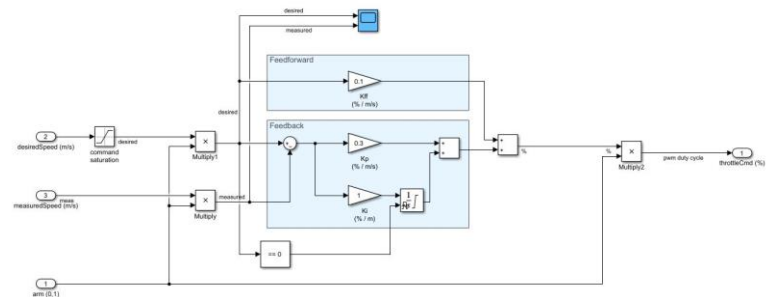 desired
measured
Feedforward
0.1
Kff
(% / m/s)
desired
Feedback
2
desiredSpeed (m/s)
command
saturation
desired
×
Multiply1
+
-
0.3
Kp
(% / m/s)
+
+
+
+
%
%
×
Multiply2
pwm duty cycle
1
throttleCmd (%)
3
measuredSpeed (m/s)
meas
×
Multiply
measured
1
Ki
(% / m)
== 0
1
arm (0,1)